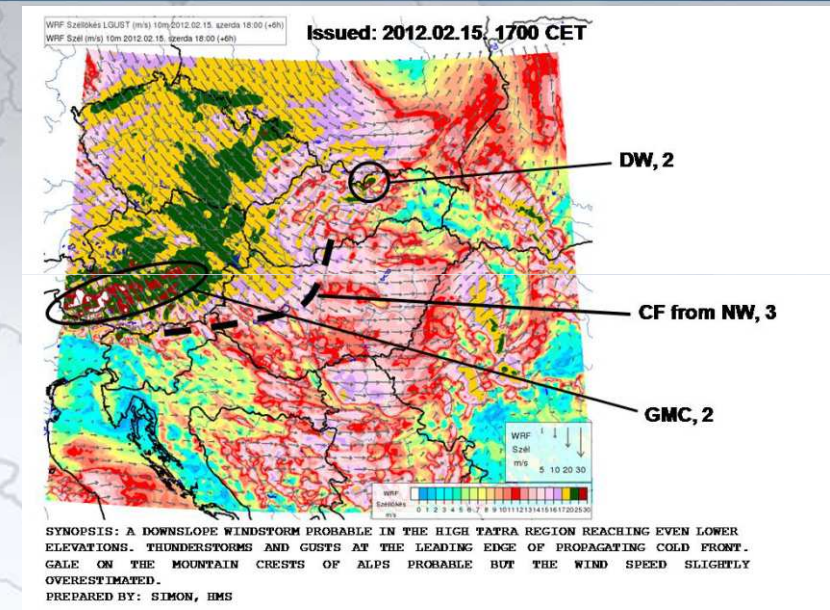 WRF Széllökés LGUST (m/s) 10m 2012.02.15. szerda 18:00 (+6h)
WRF Szél (m/s) 10m 2012.02.15. szerda 18:00 (+6h)
Issued: 2012.02.15. 1700 CET
DW, 2
CF from NW, 3
GMC, 2
WRF
Szél
m/s 5 10 20 30
WRF
Széllökés
m/s 0 1 2 3 4 5 6 7 8 9 10 11 12 13 14 15 16 17 20 25 30
SYNOPSIS: A DOWNSLOPE WINDSTORM PROBABLE IN THE HIGH TATRA REGION REACHING EVEN LOWER
ELEVATIONS. THUNDERSTORMS AND GUSTS AT THE LEADING EDGE OF PROPAGATING COLD FRONT.
GALE ON THE MOUNTAIN CRESTS OF ALPS PROBABLE BUT THE WIND SPEED SLIGHTLY
OVERESTIMATED.
PREPARED BY: SIMON, HMS